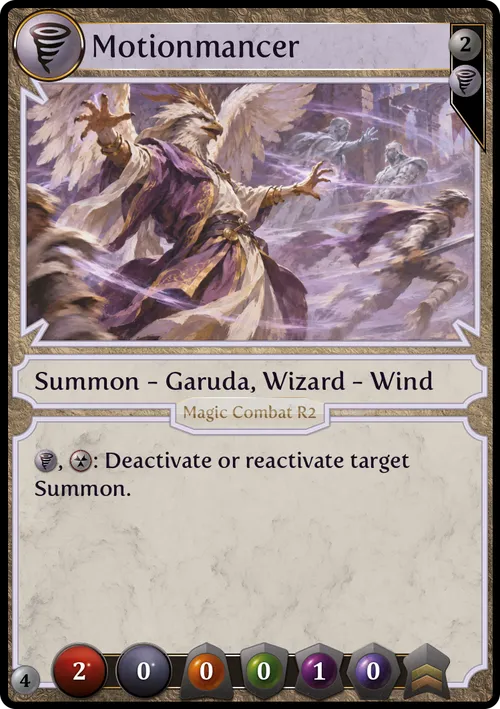 Motionmancer
2
Summon – Garuda, Wizard – Wind
Magic Combat R2
, : Deactivate or reactivate target
Summon.
4 2* 0* 0 0 1 0